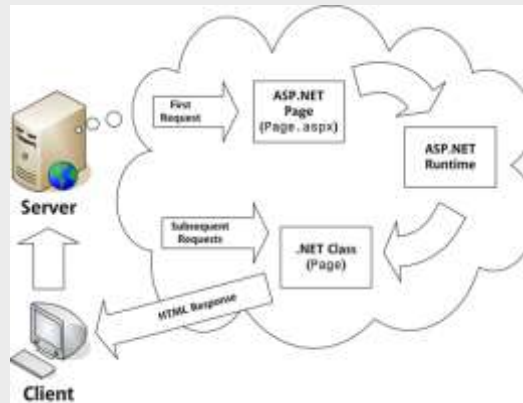 First
Request
ASP.NET
Page
(Page.aspx)
ASP.NET
Runtime
Server
Subsequent
Requests
.NET Class
(Page)
HTML Response
Client